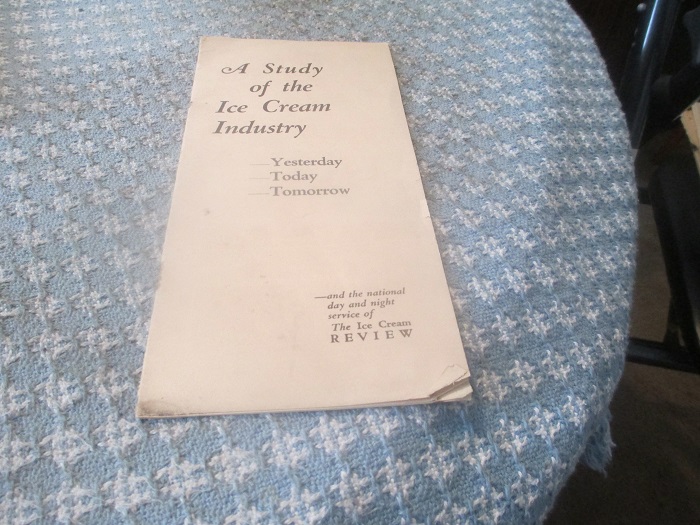 A Study
of the
Ice Cream
Industry
—Yesterday
—Today
—Tomorrow
—and the national
day and night
service of
The Ice Cream
REVIEW